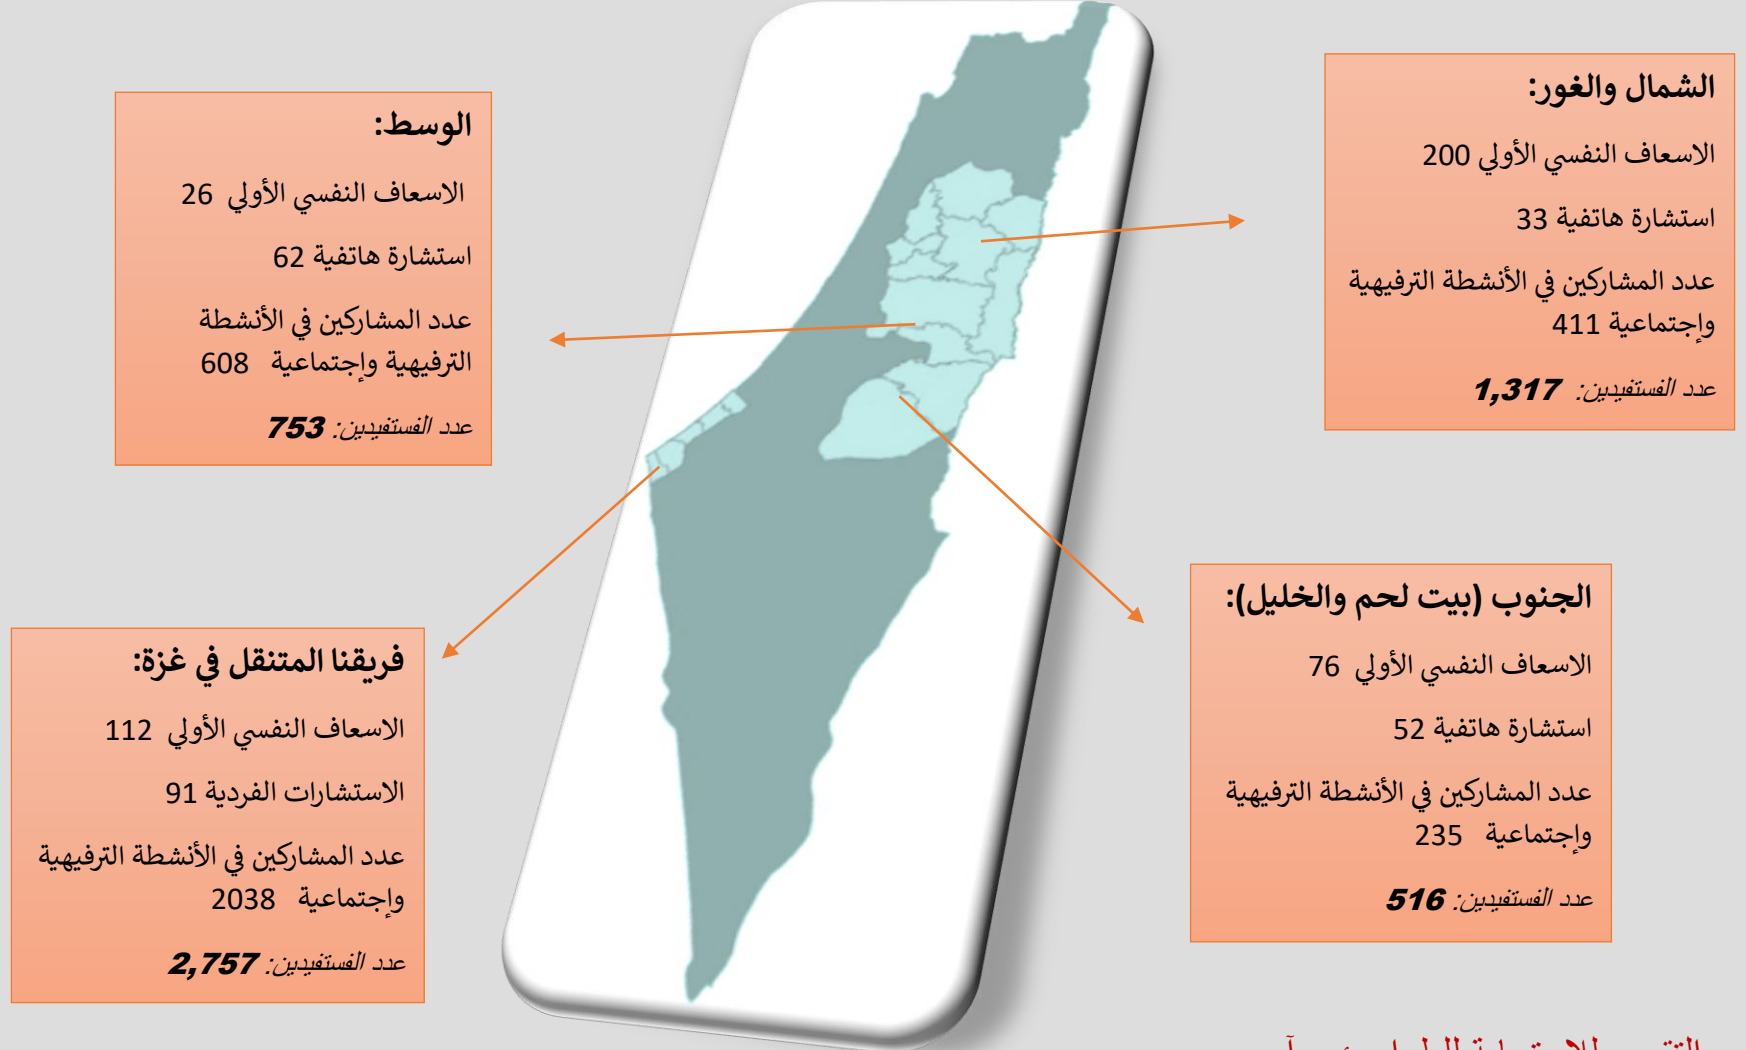 الشمال والغور:
الاسعاف النفسي الأولي 200
استشارة هاتفية 33
عدد المشاركين في الأنشطة الترفيهية
وإجتماعية 411
عدد الفستفيدين: 1,317
الوسط:
الاسعاف النفسي الأولي 26
استشارة هاتفية 62
عدد المشاركين في الأنشطة
الترفيهية وإجتماعية 608
عدد الفستفيدين: 753
الجنوب (بيت لحم والخليل):
الاسعاف النفسي الأولي 76
استشارة هاتفية 52
عدد المشاركين في الأنشطة الترفيهية
وإجتماعية 235
عدد الفستفيدين: 516
فريقنا المتنقل في غزة:
الاسعاف النفسي الأولي 112
الاستشارات الفردية 91
عدد المشاركين في الأنشطة الترفيهية
وإجتماعية 2038
عدد الفستفيدين: 2,757